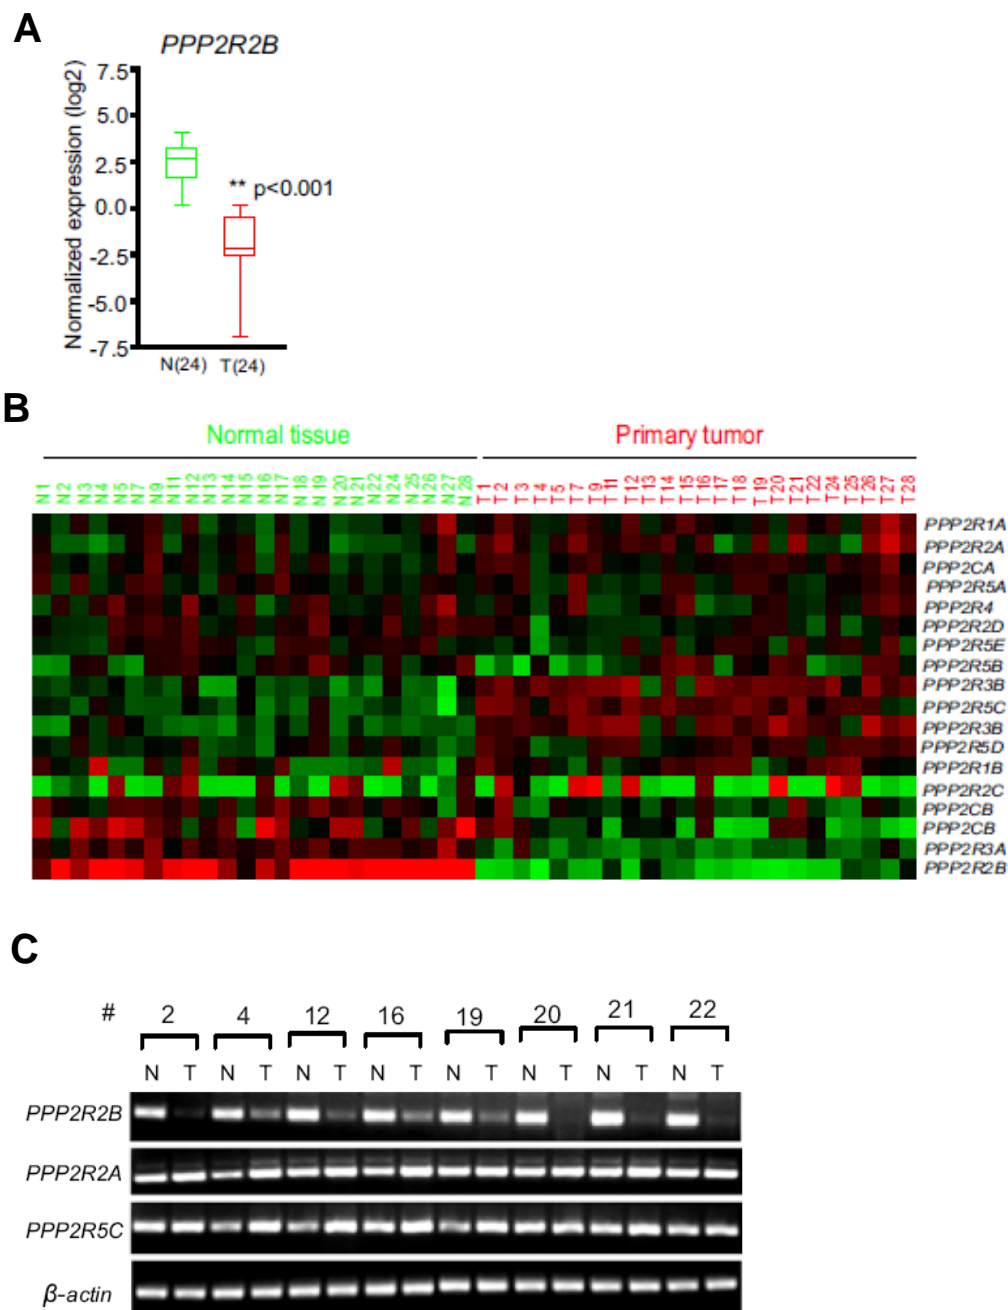 A
PPP2R2B
Normalized expression (log2)
7.5
5.0
2.5
0.0
-2.5
-5.0
-7.5
** p<0.001
N(24) T(24)
B
Normal tissue Primary tumor
N1 N2 N3 N4 N5 N7 N9 N11 N12 N13 N14 N15 N16 N17 N18 N19 N20 N21 N22 N24 N25 N26 N27 N28 T1 T2 T3 T4 T5 T7 T9 T11 T12 T13 T14 T15 T16 T17 T18 T19 T20 T21 T22 T24 T25 T26 T27 T28
PPP2R1A
PPP2R2A
PPP2CA
PPP2R5A
PPP2R4
PPP2R2D
PPP2R5E
PPP2R5B
PPP2R3B
PPP2R5C
PPP2R3B
PPP2R5D
PPP2R1B
PPP2R2C
PPP2CB
PPP2CB
PPP2R3A
PPP2R2B
C
# 2 4 12 16 19 20 21 22
N T N T N T N T N T N T N T N T
PPP2R2B
PPP2R2A
PPP2R5C
β-actin